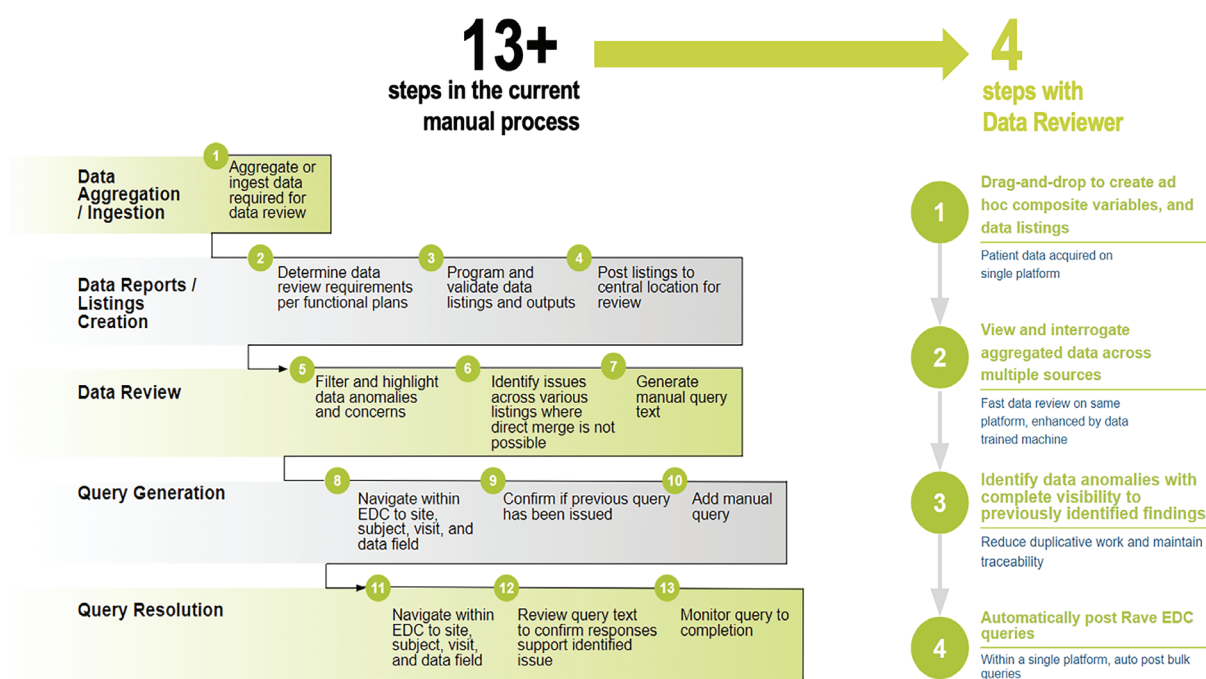 13+
steps in the current
manual process
4
steps with
Data Reviewer
Data
Aggregation
/ Ingestion
1
Aggregate or
ingest data
required for
data review
Data Reports /
Listings
Creation
2
Determine data
review requirements
per functional plans
3
Program and
validate data
listings and outputs
4
Post listings to
central location for
review
Data Review
5
Filter and highlight
data anomalies
and concerns
6
Identify issues
across various
listings where
direct merge is not
possible
7
Generate
manual query
text
Query Generation
8
Navigate within
EDC to site,
subject, visit, and
data field
9
Confirm if previous query
has been issued
10
Add manual
query
Query Resolution
11
Navigate within
EDC to site,
subject, visit,
and data field
12
Review query text
to confirm responses
support identified
issue
13
Monitor query to
completion
1
Drag-and-drop to create ad
hoc composite variables, and
data listings
Patient data acquired on
single platform
2
View and interrogate
aggregated data across
multiple sources
Fast data review on same
platform, enhanced by data
trained machine
3
Identify data anomalies with
complete visibility to
previously identified findings
Reduce duplicative work and maintain
traceability
4
Automatically post Rave EDC
queries
Within a single platform, auto post bulk
queries